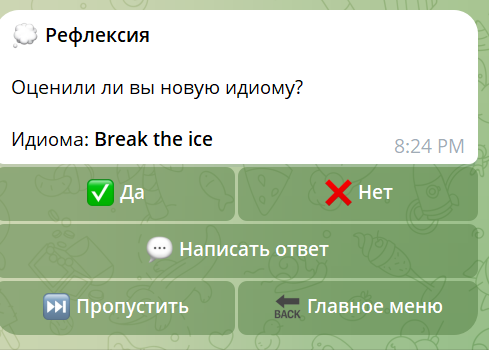 Рефлексия
Оценили ли вы новую идиому?
Идиома: Break the ice
8:24 PM
Да
Нет
Написать ответ
Пропустить
BACK Главное меню